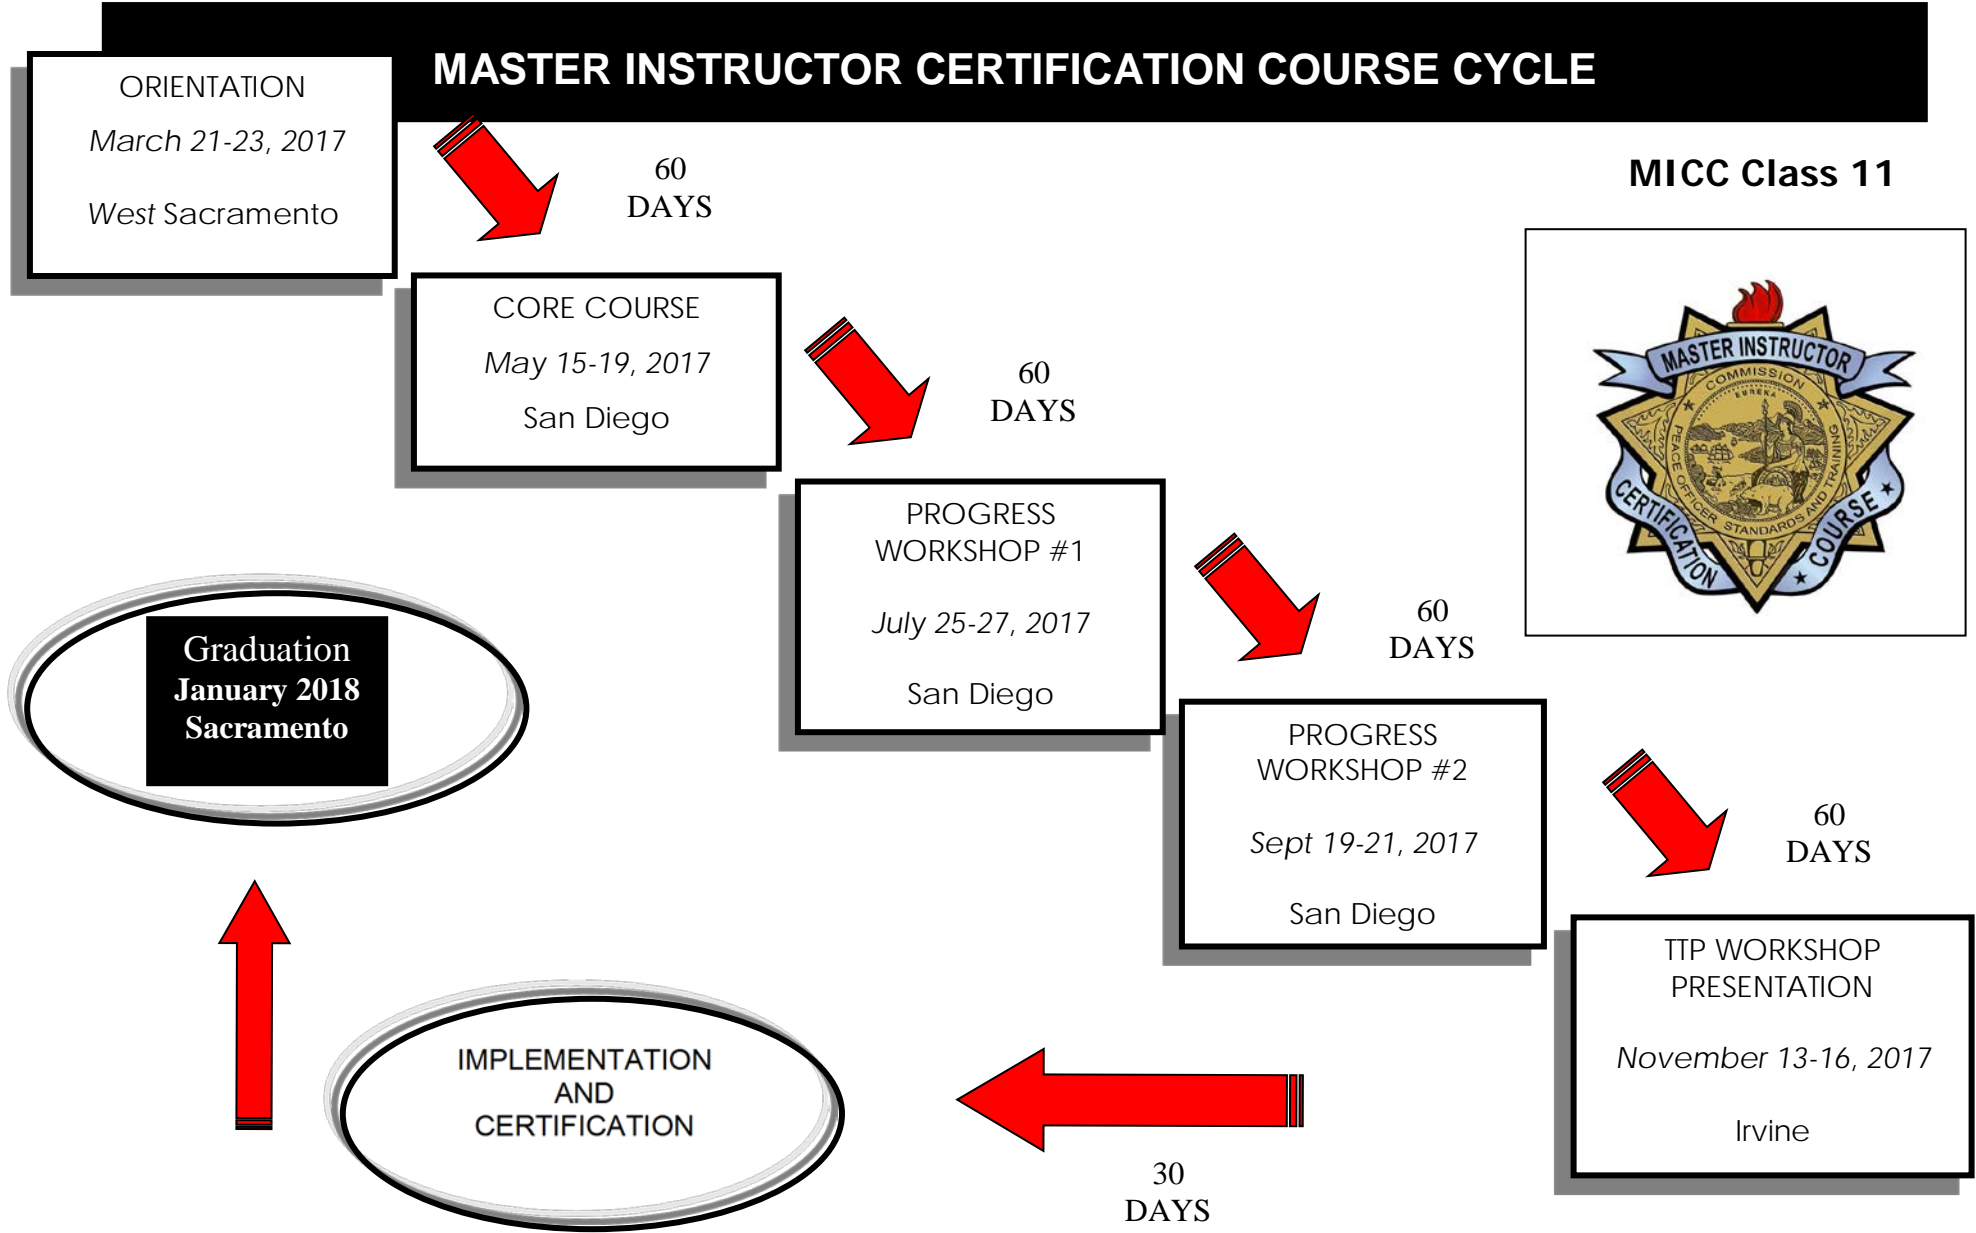 MASTER INSTRUCTOR CERTIFICATION COURSE CYCLE
ORIENTATION
March 21-23, 2017
West Sacramento
60
DAYS
MICC Class 11
CORE COURSE
May 15-19, 2017
San Diego
60
DAYS
MASTER INSTRUCTOR
COMMISSION
EUREKA
PEACE OFFICER STANDARDS AND TRAINING
CERTIFICATION
COURSE
PROGRESS
WORKSHOP #1
July 25-27, 2017
San Diego
60
DAYS
Graduation
January 2018
Sacramento
PROGRESS
WORKSHOP #2
Sept 19-21, 2017
San Diego
60
DAYS
TTP WORKSHOP
PRESENTATION
November 13-16, 2017
Irvine
30
DAYS
IMPLEMENTATION
AND
CERTIFICATION